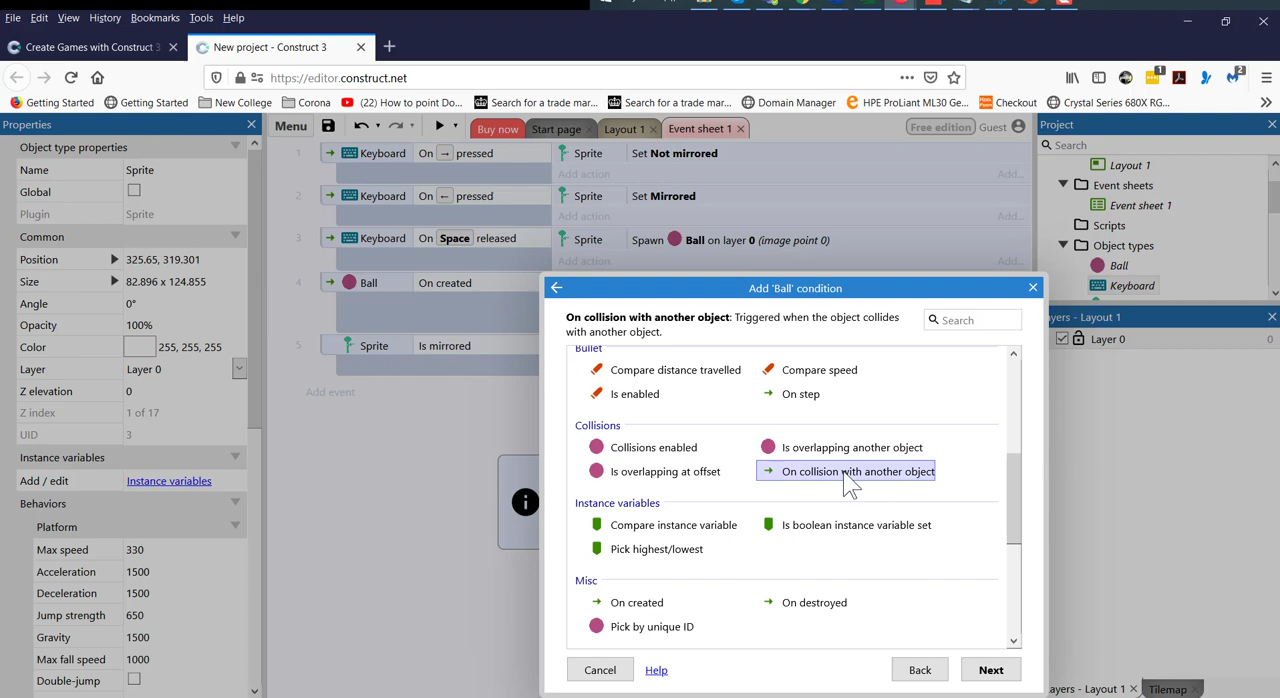 File Edit View History Bookmarks Tools Help
Create Games with Construct 3
New project - Construct 3
https://editor.construct.net
1
2
Getting Started
Getting Started
New College
Corona
(22) How to point Do...
Search for a trade mar...
Search for a trade mar...
Domain Manager
HPE ProLiant ML30 Ge...
Checkout
Crystal Series 680X RG...
Properties
Menu
Buy now
Start page
Layout 1
Event sheet 1
Free edition
Guest
Project
Object type properties
Name Sprite
Global
Plugin Sprite
Common
Position 325.65, 319.301
Size 82.896 x 124.855
Angle 0°
Opacity 100%
Color 255, 255, 255
Layer Layer 0
Z elevation 0
Z index 1 of 17
UID 3
Instance variables
Add / edit Instance variables
Behaviors
Platform
Max speed 330
Acceleration 1500
Deceleration 1500
Jump strength 650
Gravity 1500
Max fall speed 1000
Double-jump
1 Keyboard On → pressed Sprite Set Not mirrored
Add action Add...
2 Keyboard On ← pressed Sprite Set Mirrored
Add action Add...
3 Keyboard On Space released Sprite Spawn Ball on layer 0 (image point 0)
Add action Add...
4 Ball On created
5 Sprite Is mirrored
Add event
Add 'Ball' condition
On collision with another object: Triggered when the object collides
with another object.
Search
Bullet
Compare distance travelled Compare speed
Is enabled On step
Collisions
Collisions enabled Is overlapping another object
Is overlapping at offset On collision with another object
Instance variables
Compare instance variable Is boolean instance variable set
Pick highest/lowest
Misc
On created On destroyed
Pick by unique ID
Cancel Help Back Next
Search
Layout 1
Event sheets
Event sheet 1
Scripts
Object types
Ball
Keyboard
yers - Layout 1
Layer 0 0
ayers - Layout 1
Tilemap